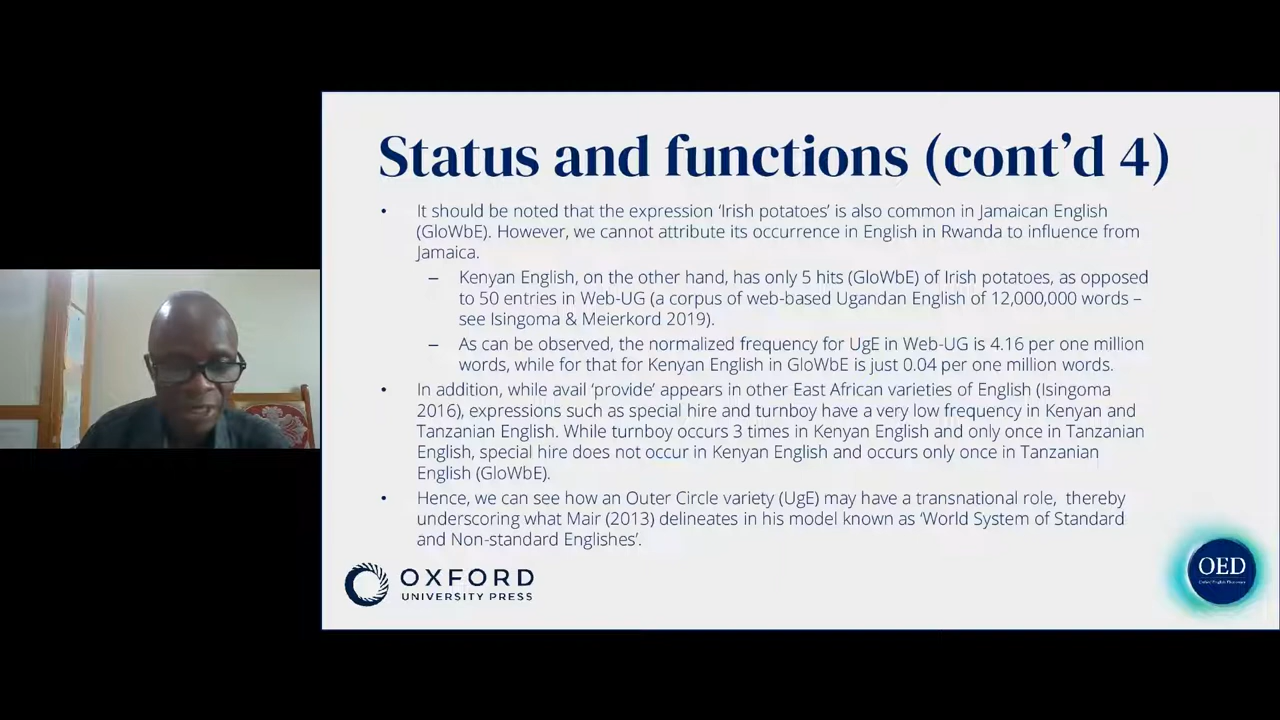 Status and functions (cont’d 4)
• It should be noted that the expression ‘Irish potatoes’ is also common in Jamaican English
(GloWbE). However, we cannot attribute its occurrence in English in Rwanda to influence from
Jamaica.
– Kenyan English, on the other hand, has only 5 hits (GloWbE) of Irish potatoes, as opposed
to 50 entries in Web-UG (a corpus of web-based Ugandan English of 12,000,000 words –
see Isingoma & Meierkord 2019).
– As can be observed, the normalized frequency for UgE in Web-UG is 4.16 per one million
words, while for that for Kenyan English in GloWbE is just 0.04 per one million words.
• In addition, while avail ‘provide’ appears in other East African varieties of English (Isingoma
2016), expressions such as special hire and turnboy have a very low frequency in Kenyan and
Tanzanian English. While turnboy occurs 3 times in Kenyan English and only once in Tanzanian
English, special hire does not occur in Kenyan English and occurs only once in Tanzanian
English (GloWbE).
• Hence, we can see how an Outer Circle variety (UgE) may have a transnational role, thereby
underscoring what Mair (2013) delineates in his model known as ‘World System of Standard
and Non-standard Englishes’.
OXFORD
UNIVERSITY PRESS
OED